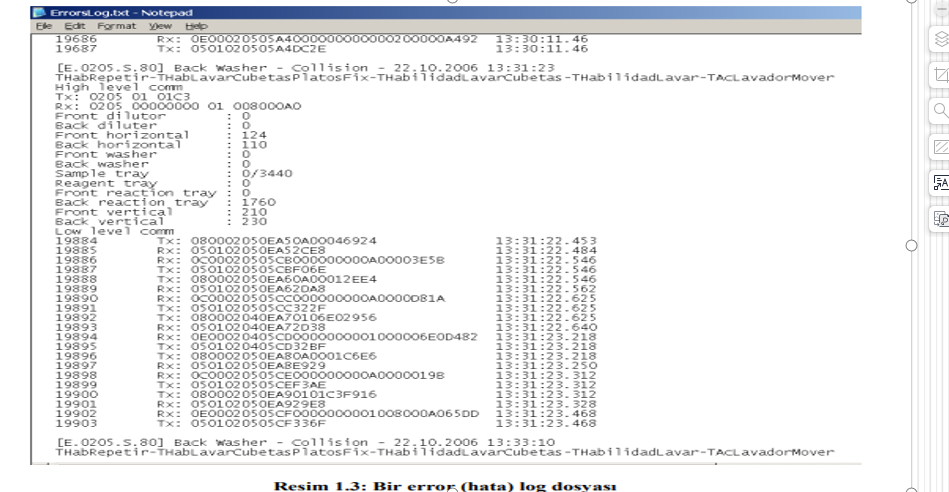 ErrorsLog.txt - Notepad
File Edit Format View Help
19686 Rx: 0E00020505A4000000000000200000A492 13:30:11.46
19687 Tx: 0501020505A4DC2E 13:30:11.46
[E.0205.S.80] Back Washer - Collision - 22.10.2006 13:31:23
THabRepetir-THabLavarCubetasPlatosFix-THabilidadLavarCubetas-THabilidadLavar-TAcLavadorMover
High level comm
Tx: 0205 01 01C3
Rx: 0205 00000000 01 008000A0
Front dilutor : 0
Back diluter : 0
Front horizontal : 124
Back horizontal : 110
Front washer : 0
Back washer : 0
Sample tray : 0/3440
Reagent tray : 0
Front reaction tray : 0
Back reaction tray : 1760
Front vertical : 210
Back vertical : 230
Low level comm
19884 Tx: 080002050EA50A00046924 13:31:22.453
19885 Rx: 050102050EA52CE8 13:31:22.484
19886 Rx: 0C00020505CB000000000A00003E5B 13:31:22.546
19887 Tx: 0501020505CBF06E 13:31:22.546
19888 Tx: 080002050EA60A00012EE4 13:31:22.546
19889 Rx: 050102050EA62DA8 13:31:22.562
19890 Rx: 0C00020505CC000000000A0000D81A 13:31:22.625
19891 Tx: 0501020505CC322F 13:31:22.625
19892 Tx: 080002040EA70106E02956 13:31:22.625
19893 Rx: 050102040EA72D38 13:31:22.640
19894 Rx: 0E00020405CD0000000001000006E0D482 13:31:23.218
19895 Tx: 0501020405CD32BF 13:31:23.218
19896 Tx: 080002050EA80A0001C6E6 13:31:23.218
19897 Rx: 050102050EA8E929 13:31:23.250
19898 Rx: 0C00020505CE000000000A0000019B 13:31:23.312
19899 Tx: 0501020505CEF3AE 13:31:23.312
19900 Tx: 080002050EA90101C3F916 13:31:23.312
19901 Rx: 050102050EA929E8 13:31:23.328
19902 Rx: 0E00020505CF0000000001008000A065DD 13:31:23.468
19903 Tx: 0501020505CF336F 13:31:23.468
[E.0205.S.80] Back Washer - Collision - 22.10.2006 13:33:10
THabRepetir-THabLavarCubetasPlatosFix-THabilidadLavarCubetas-THabilidadLavar-TAcLavadorMover
Resim 1.3: Bir error (hata) log dosyası